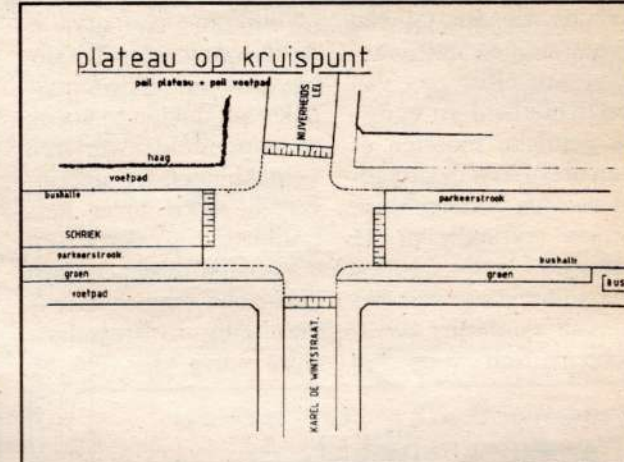 plateau op kruispunt
peil plateau = peil voetpad
NIJVERHEIDS
LEI.
haag
voetpad
bushalte
parkeerstrook
SCHRIEK
parkeerstrook
bushalte
groen
groen
voetpad
BUS
KAREL DE WINTSTRAAT.